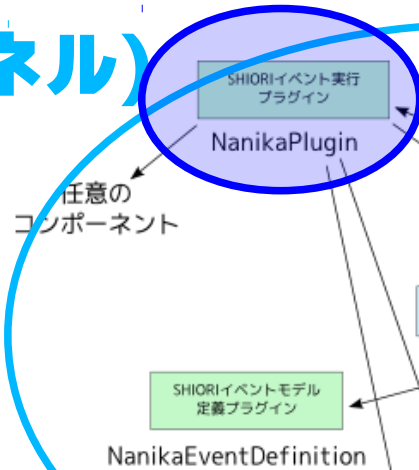 ネル)
SHIORIイベント実行
プラグイン
NanikaPlugin
任意の
コンポーネント
SHIORIイベントモデル
定義プラグイン
NanikaEventDefinition